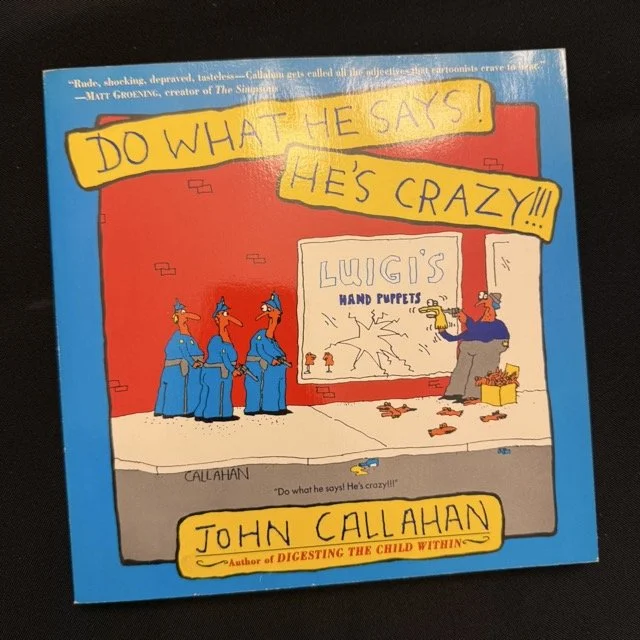 "Rude, shocking, depraved, tasteless—Callahan gets called all the adjectives that cartoonists crave to hear."
—MATT GROENING, creator of The Simpsons
DO WHAT HE SAYS!
HE'S CRAZY!!!
LUIGI'S
HAND PUPPETS
CALLAHAN
"Do what he says! He's crazy!!!"
JOHN CALLAHAN
Author of DIGESTING THE CHILD WITHIN